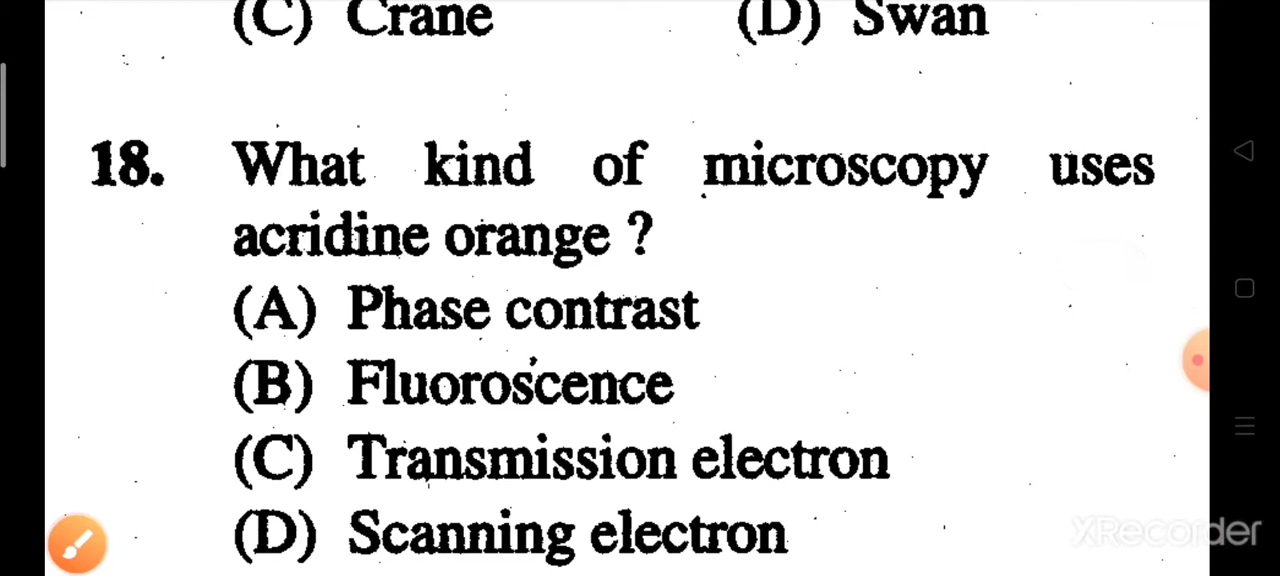 (C) Crane (D) Swan
18. What kind of microscopy uses
acridine orange ?
(A) Phase contrast
(B) Fluoroscence
(C) Transmission electron
(D) Scanning electron
XRecorder